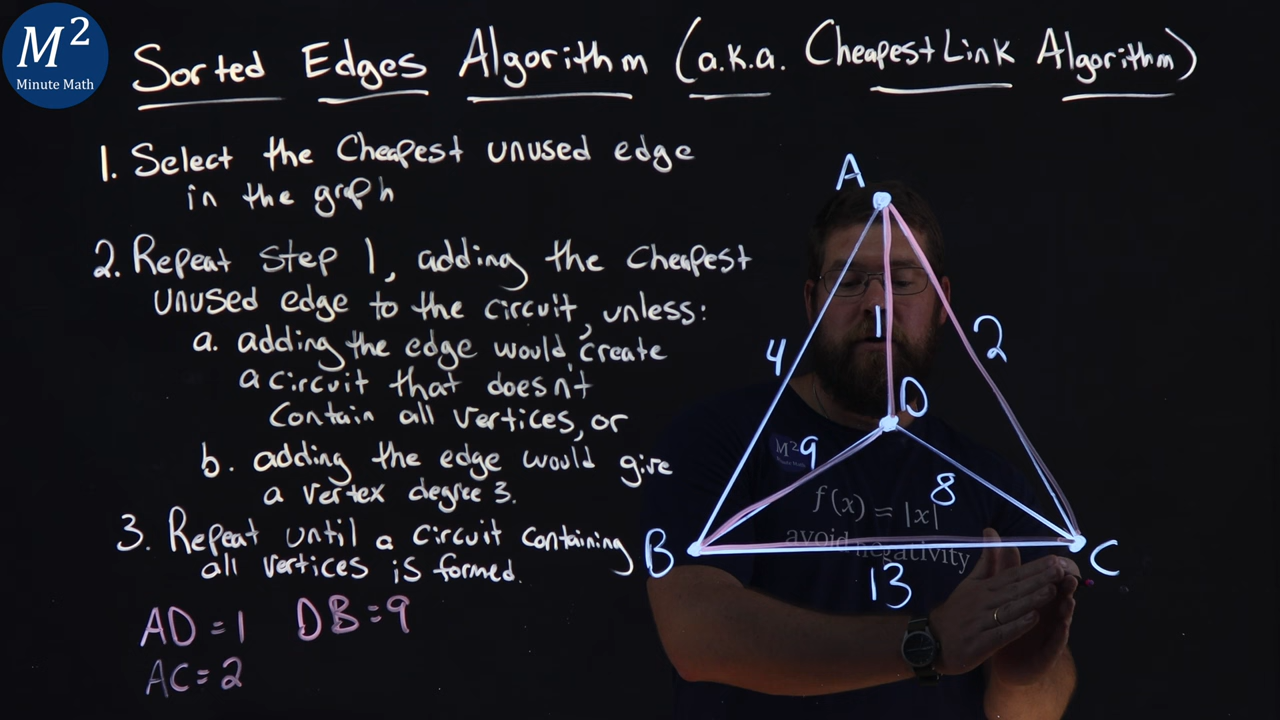 M²
Minute Math
Sorted Edges Algorithm (a.k.a. Cheapest Link Algorithm)
1. Select the Cheapest unused edge
in the graph
2. Repeat Step 1, adding the cheapest
unused edge to the circuit, unless:
a. adding the edge would create
a circuit that doesn't
contain all vertices, or
b. adding the edge would give
a vertex degree 3.
3. Repeat until a circuit containing
all vertices is formed.
AD = 1 DB = 9
AC = 2
A
4
1
2
D
M²
Minute Math
9
8
f(x) = |x|
avoid negativity
B
C
13